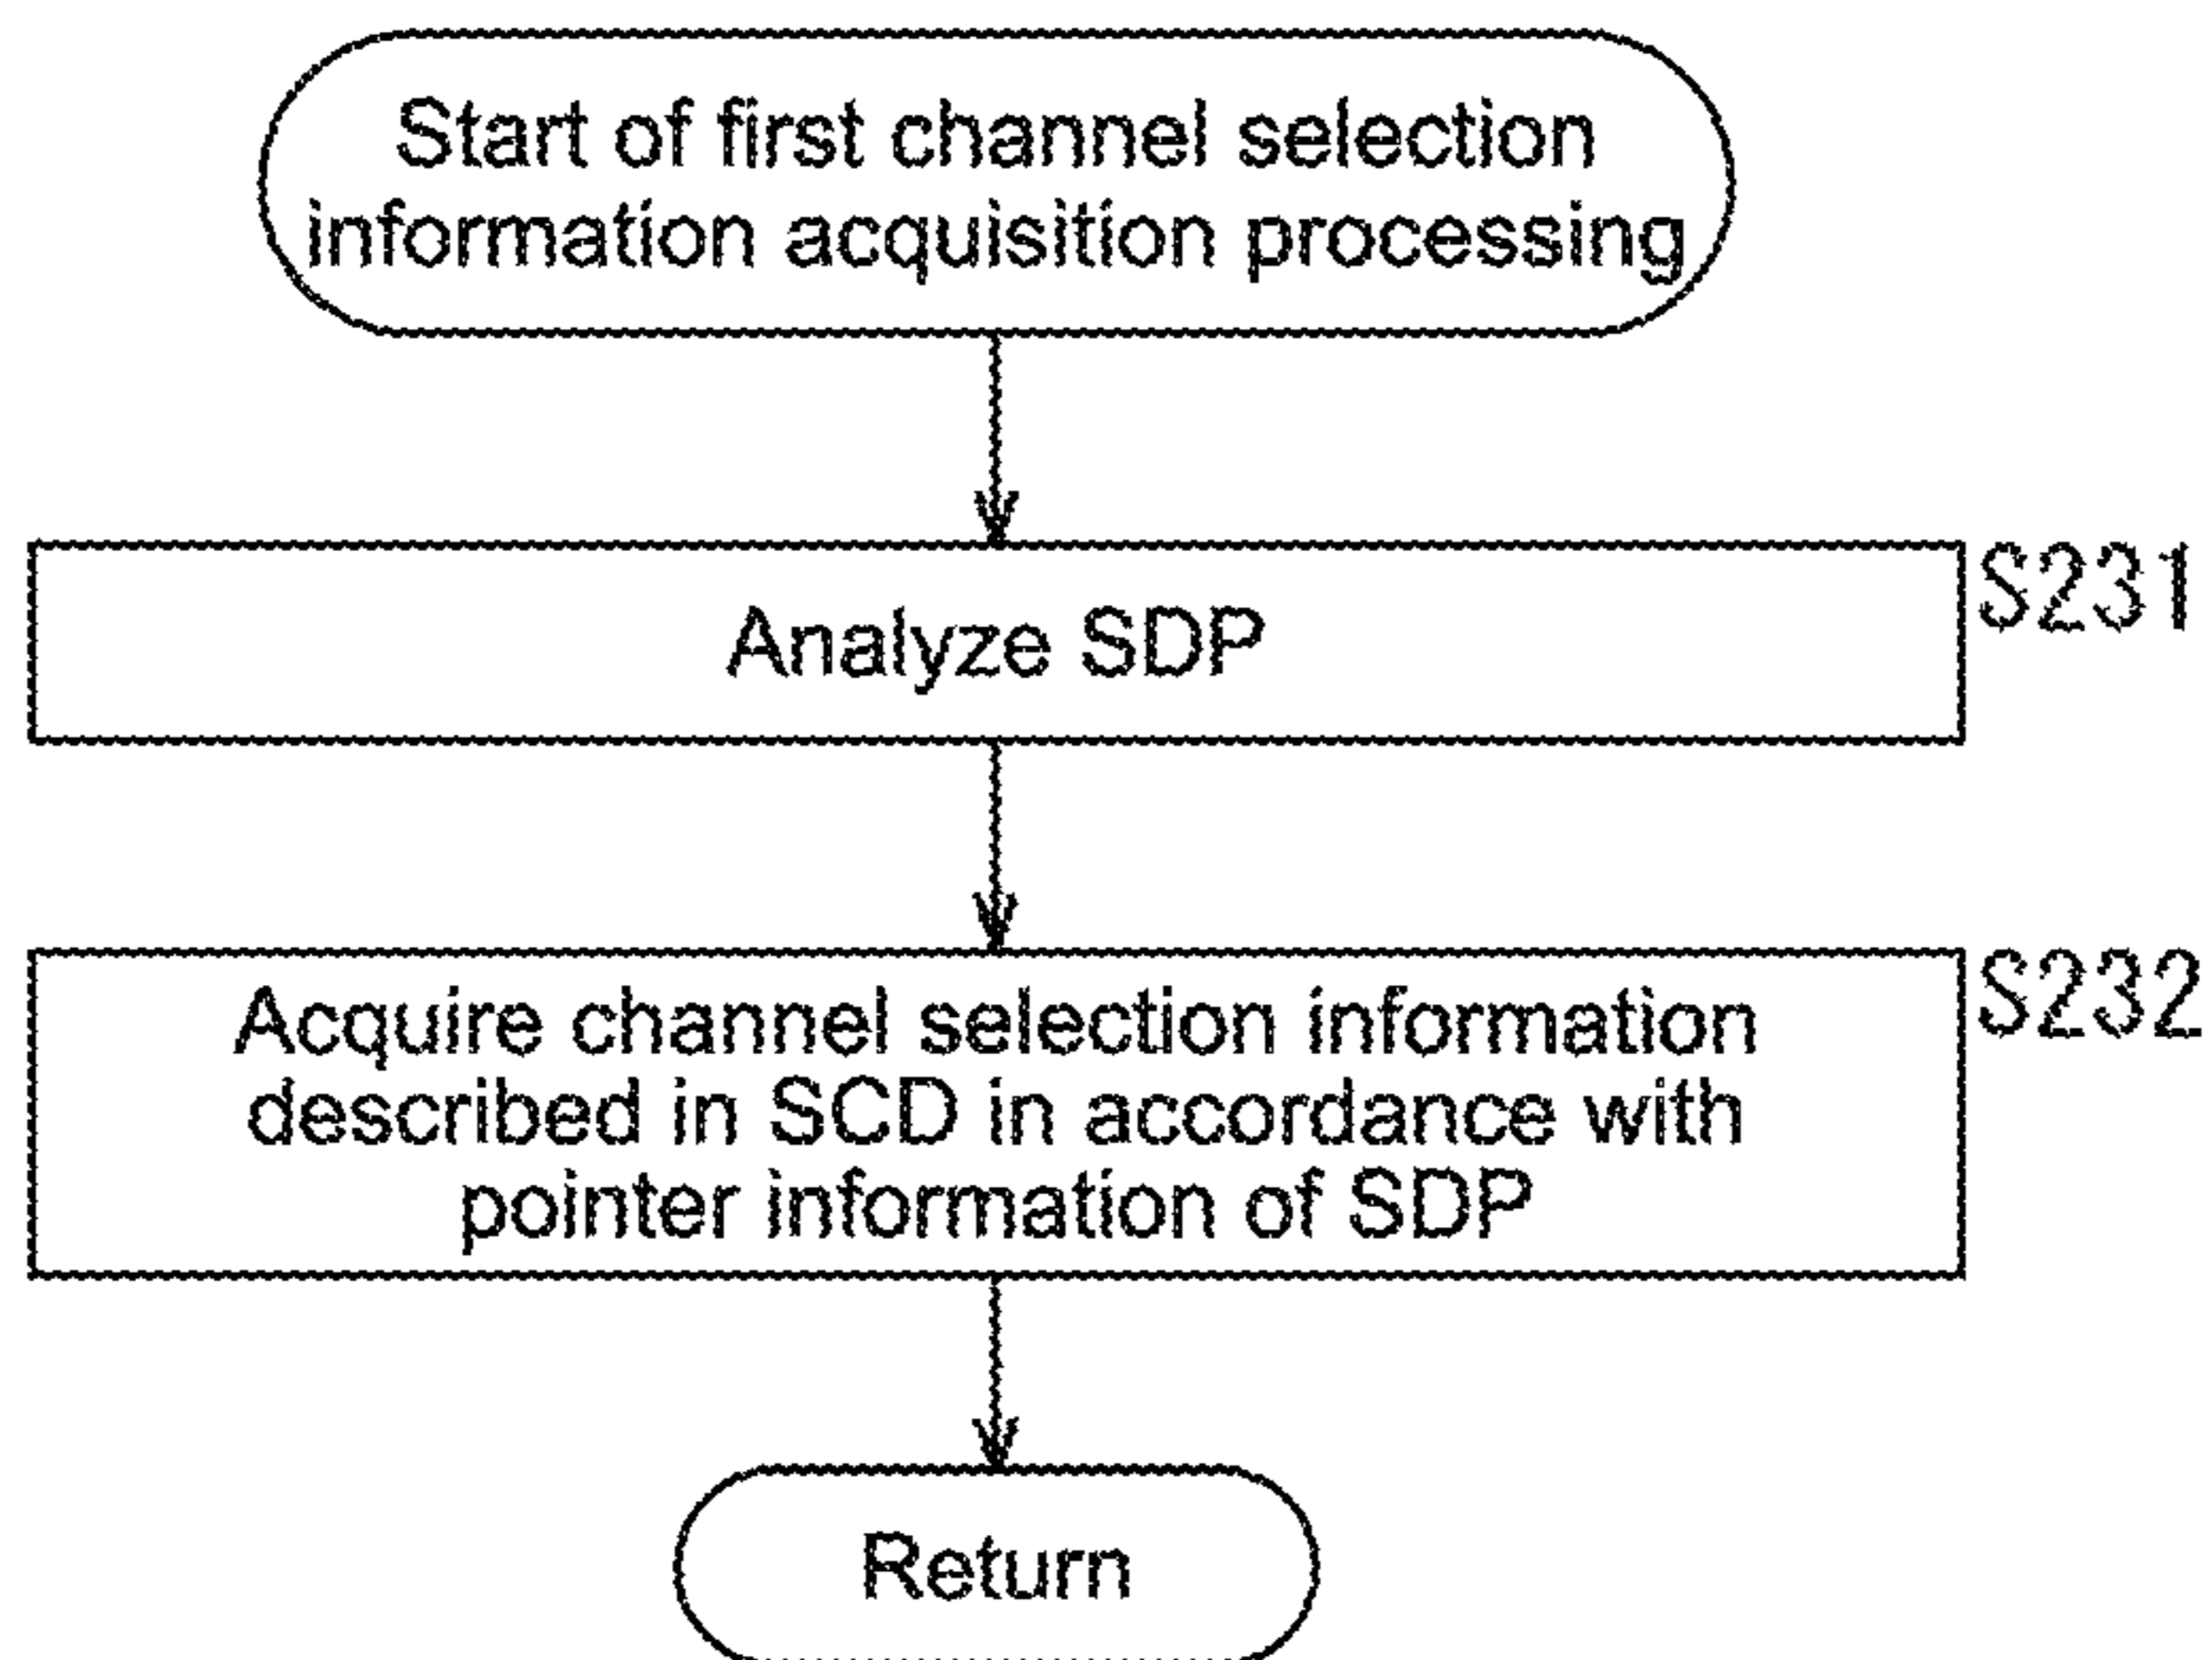 Start of first channel selection
information acquisition processing
Analyze SDP
S231
Acquire channel selection information
described in SCD in accordance with
pointer information of SDP
S232
Return